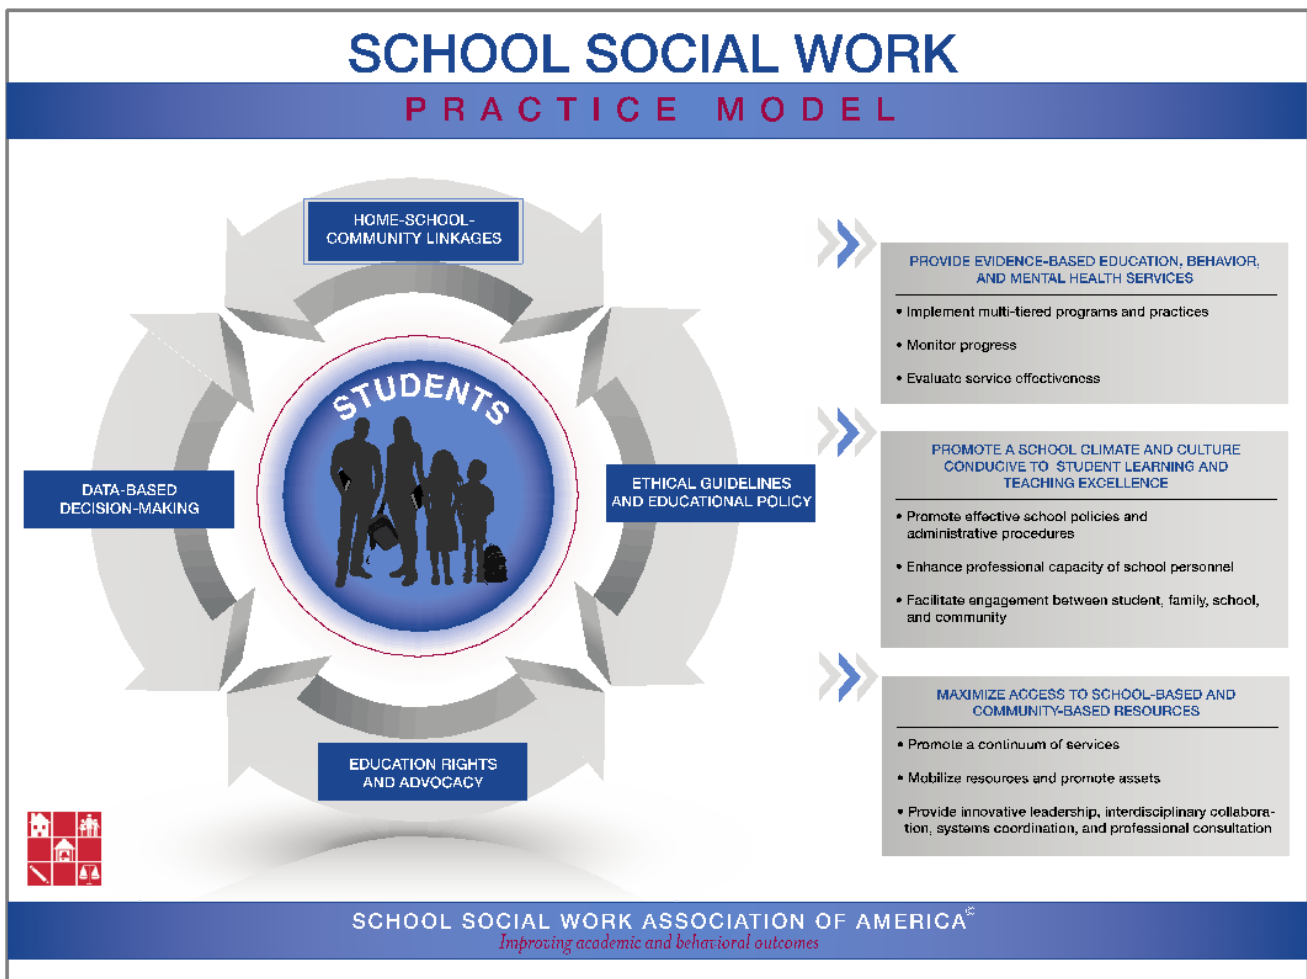 SCHOOL SOCIAL WORK
PRACTICE MODEL
HOME-SCHOOL-
COMMUNITY LINKAGES
STUDENTS
DATA-BASED
DECISION-MAKING
ETHICAL GUIDELINES
AND EDUCATIONAL POLICY
EDUCATION RIGHTS
AND ADVOCACY
PROVIDE EVIDENCE-BASED EDUCATION, BEHAVIOR,
AND MENTAL HEALTH SERVICES
• Implement multi-tiered programs and practices
• Monitor progress
• Evaluate service effectiveness
PROMOTE A SCHOOL CLIMATE AND CULTURE
CONDUCIVE TO STUDENT LEARNING AND
TEACHING EXCELLENCE
• Promote effective school policies and
administrative procedures
• Enhance professional capacity of school personnel
• Facilitate engagement between student, family, school,
and community
MAXIMIZE ACCESS TO SCHOOL-BASED AND
COMMUNITY-BASED RESOURCES
• Promote a continuum of services
• Mobilize resources and promote assets
• Provide innovative leadership, interdisciplinary collabora-
tion, systems coordination, and professional consultation
SCHOOL SOCIAL WORK ASSOCIATION OF AMERICA©
Improving academic and behavioral outcomes